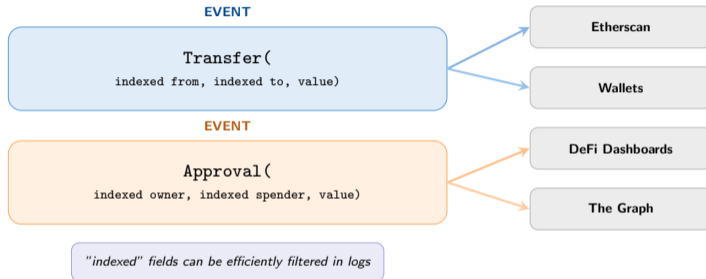 EVENT
Transfer(
indexed from, indexed to, value)
Etherscan
Wallets
EVENT
Approval(
indexed owner, indexed spender, value)
DeFi Dashboards
The Graph
"indexed" fields can be efficiently filtered in logs